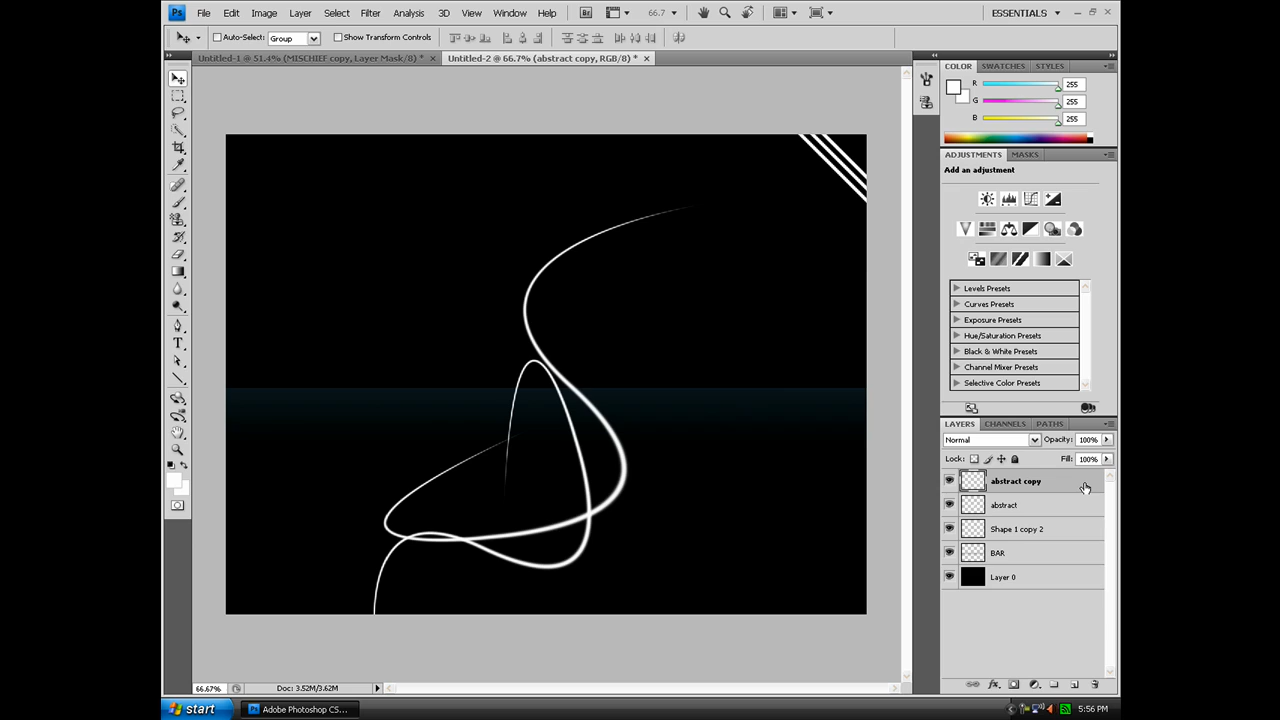 Ps File Edit Image Layer Select Filter Analysis 3D View Window Help Br 66.7 ESSENTIALS
Auto-Select: Group Show Transform Controls
Untitled-1 @ 51.4% (MISCHIEF copy, Layer Mask/8) * Untitled-2 @ 66.7% (abstract copy, RGB/8) *
COLOR SWATCHES STYLES
R 255
G 101
B 255
ADJUSTMENTS MASKS
Add an adjustment
Levels Presets
Curves Presets
Exposure Presets
Hue/Saturation Presets
Black & White Presets
Channel Mixer Presets
Selective Color Presets
LAYERS CHANNELS PATHS
Normal Opacity: 100%
Lock: Fill: 100%
abstract copy
abstract
Shape 1 copy 2
BAR
Layer 0
66.67% Doc: 3.52M/3.62M
start Ps Adobe Photoshop CS... 5:56 PM